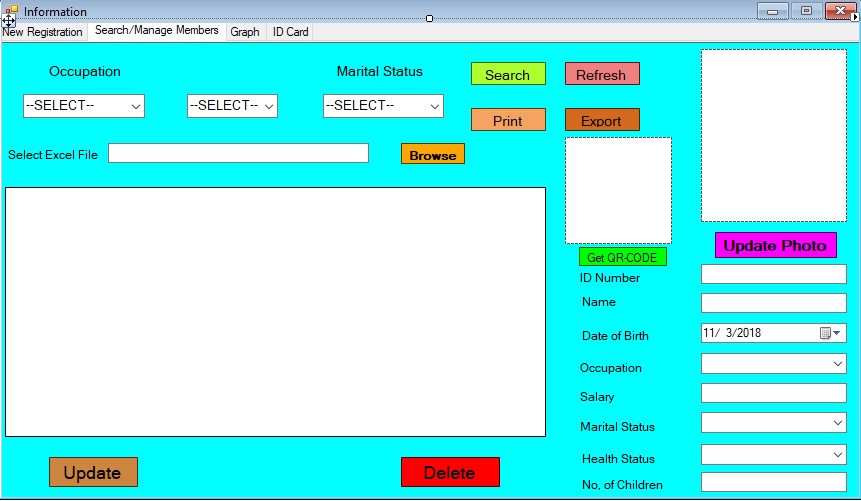 Information
New Registration Search/Manage Members Graph ID Card
Occupation Marital Status Search Refresh
--SELECT-- --SELECT-- --SELECT--
Print Export
Select Excel File Browse
Update Photo
Get QR-CODE
ID Number
Name
Date of Birth 11/ 3/2018
Occupation
Salary
Marital Status
Health Status
Update Delete
No, of Children